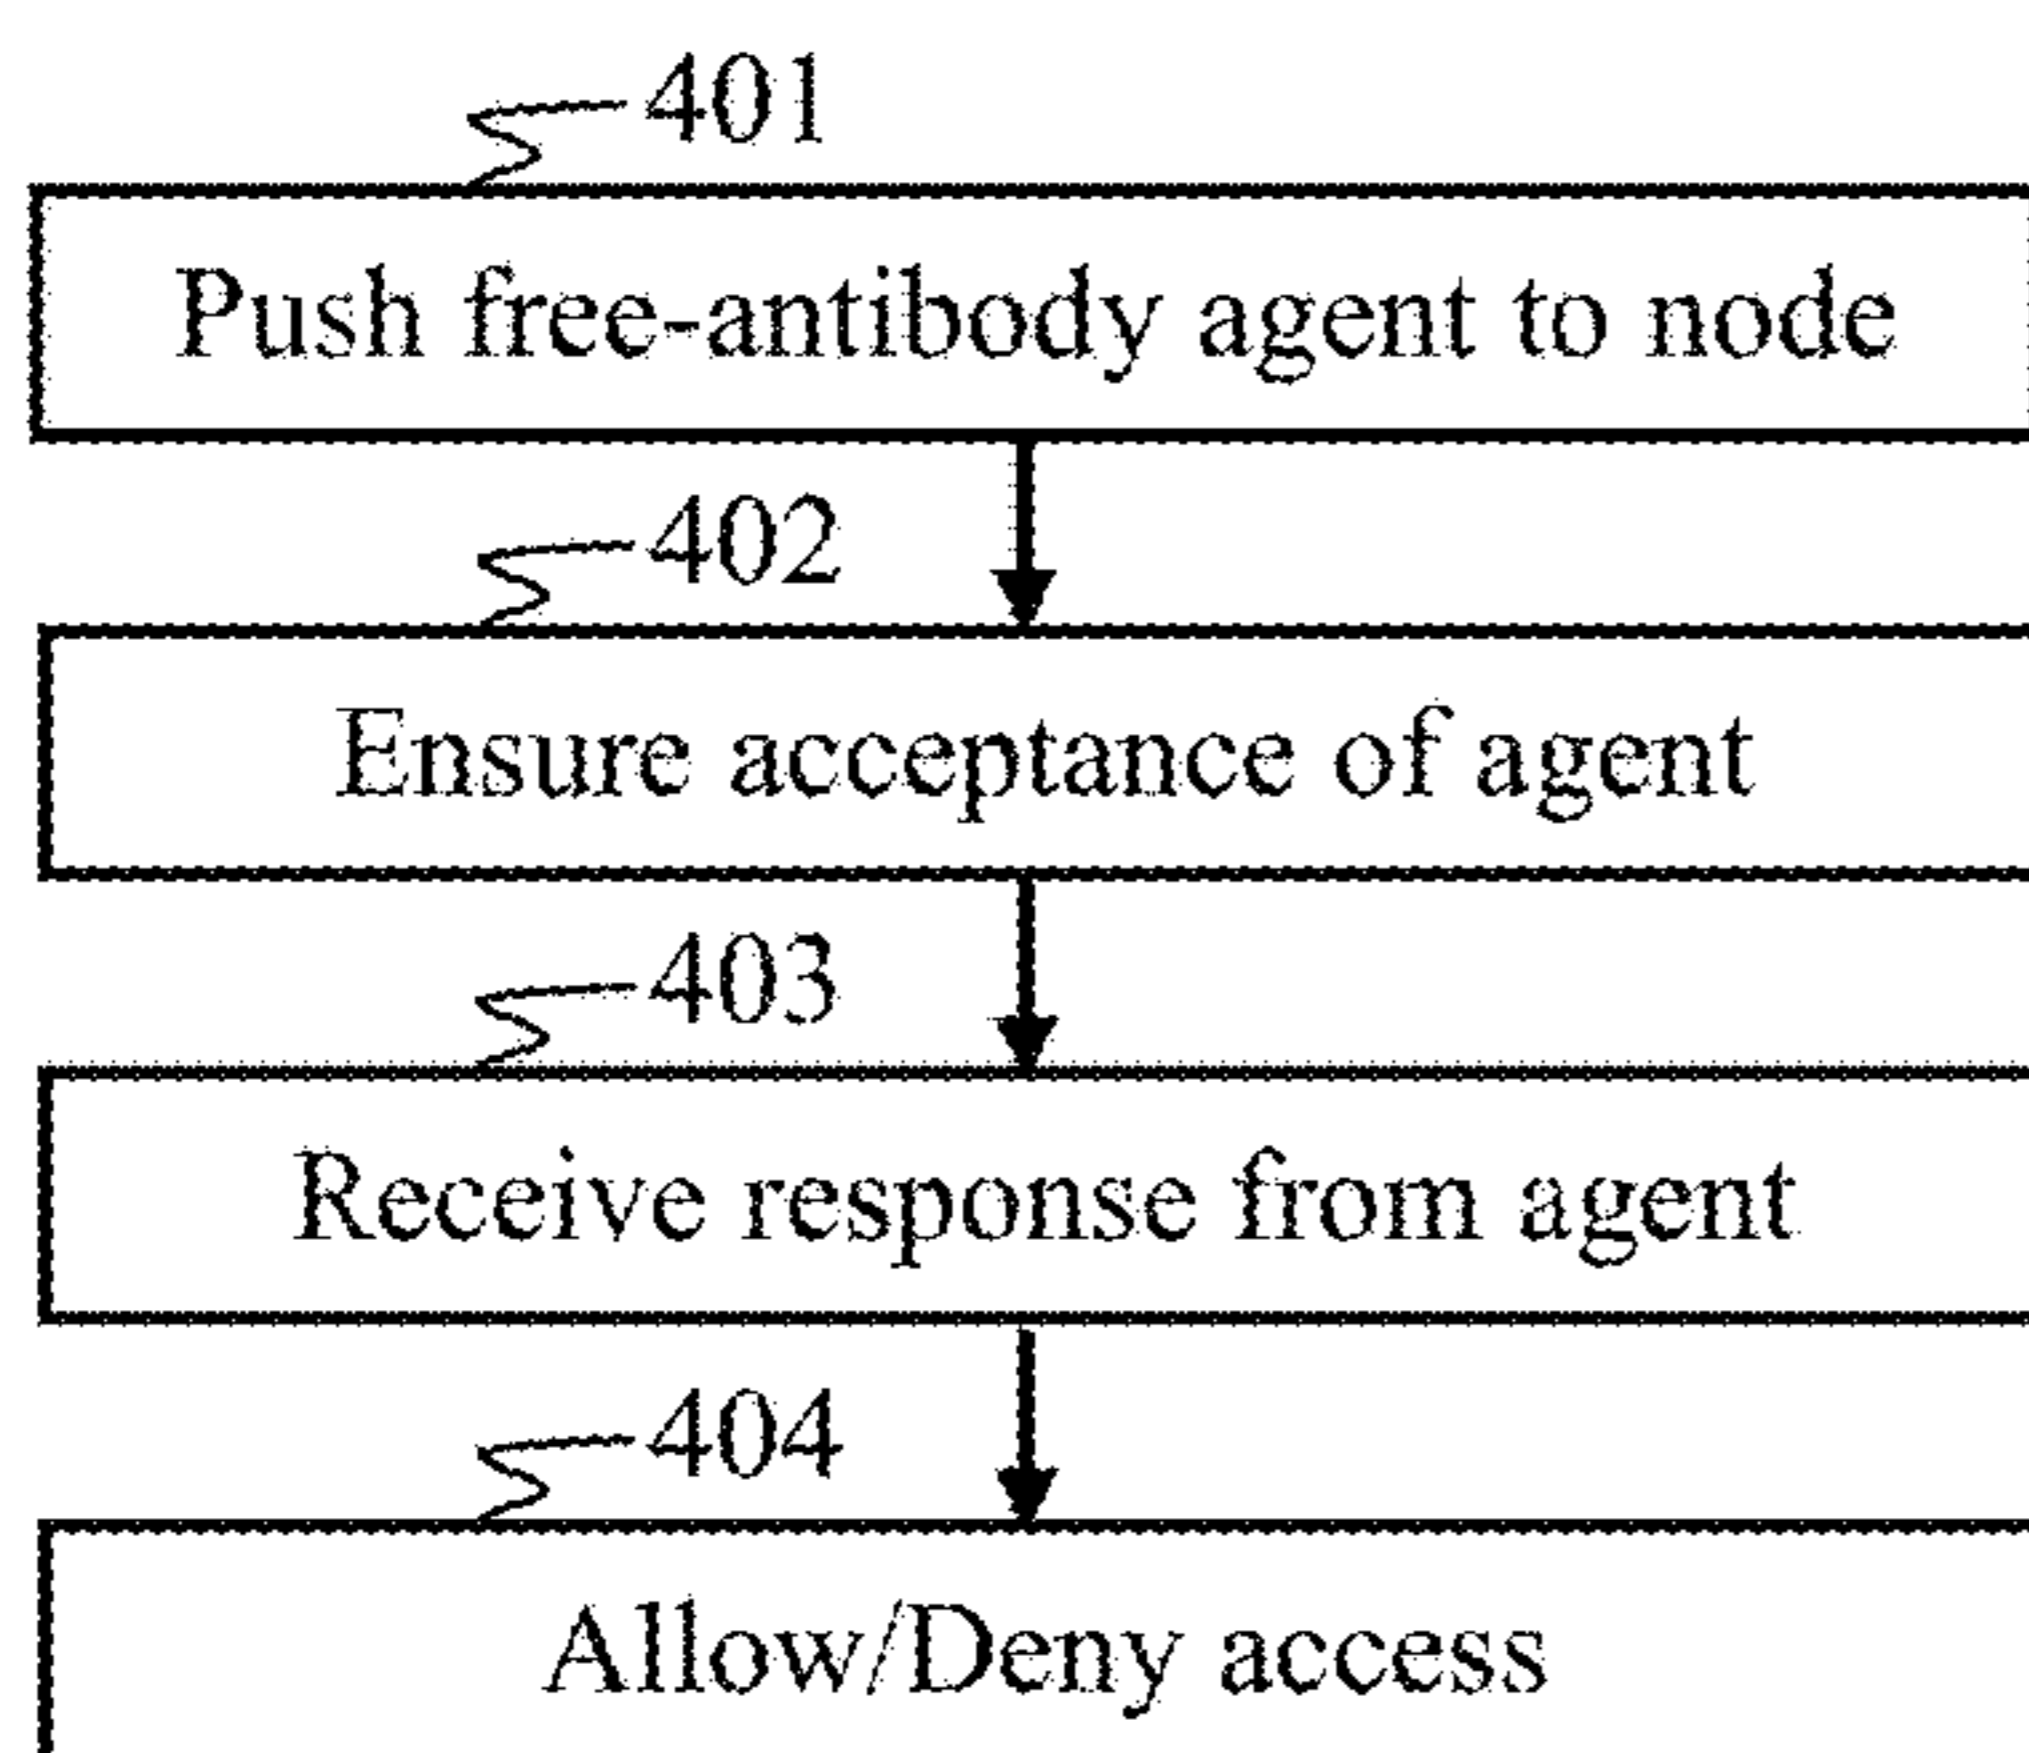 401
Push free-antibody agent to node
402
Ensure acceptance of agent
403
Receive response from agent
404
Allow/Deny access